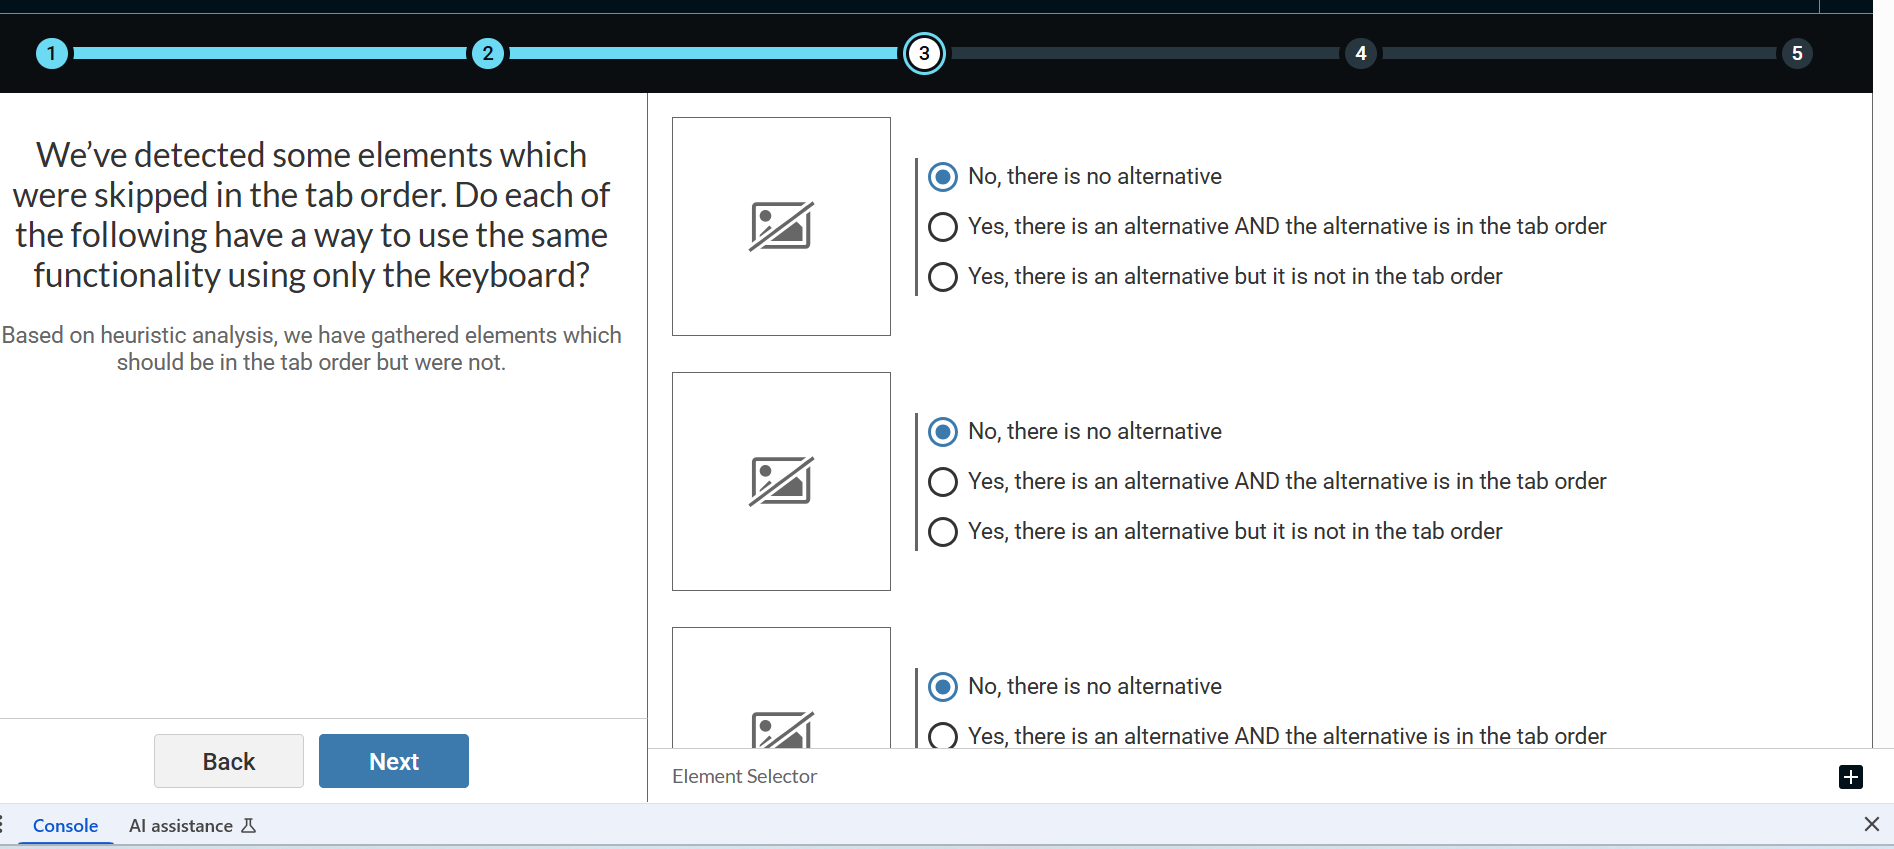 1 2 3 4 5
We’ve detected some elements which
were skipped in the tab order. Do each of
the following have a way to use the same
functionality using only the keyboard?
Based on heuristic analysis, we have gathered elements which
should be in the tab order but were not.
Back Next
No, there is no alternative
Yes, there is an alternative AND the alternative is in the tab order
Yes, there is an alternative but it is not in the tab order
No, there is no alternative
Yes, there is an alternative AND the alternative is in the tab order
Yes, there is an alternative but it is not in the tab order
No, there is no alternative
Yes, there is an alternative AND the alternative is in the tab order
Element Selector
Console AI assistance